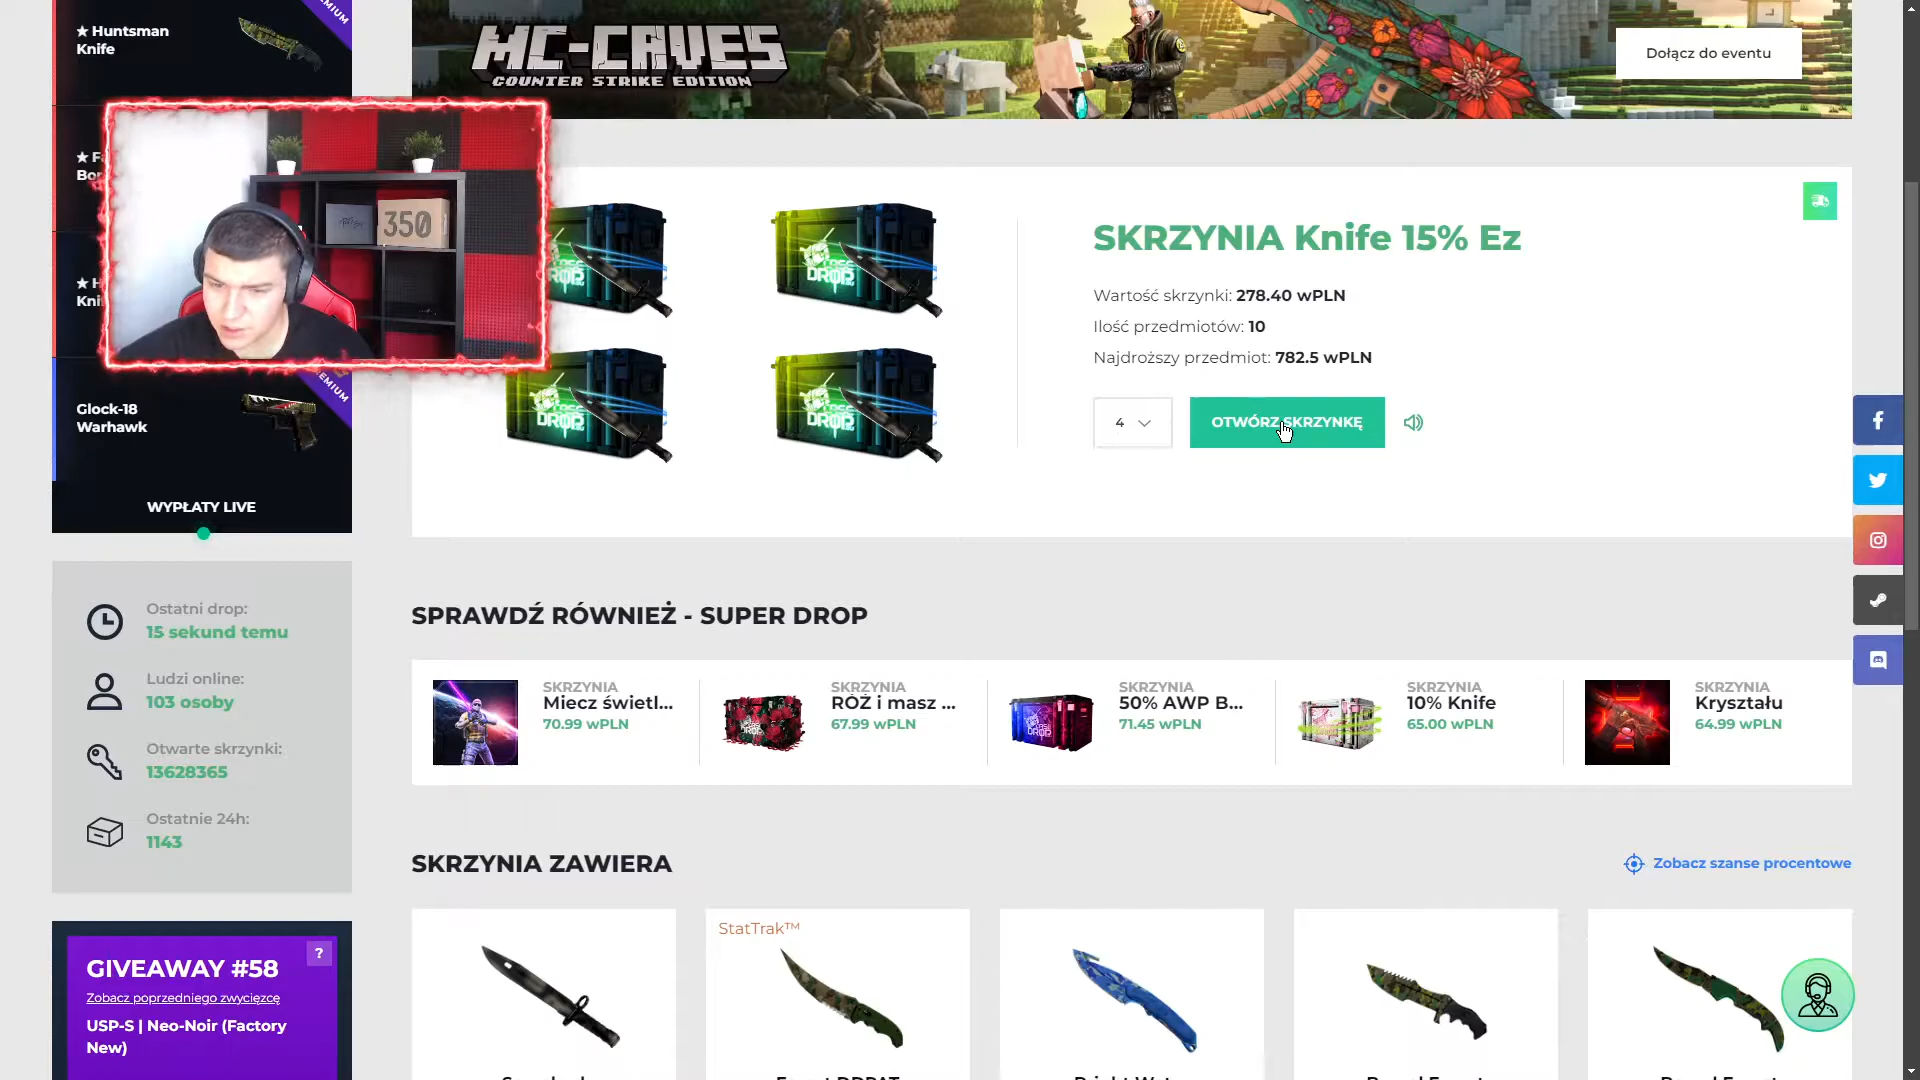 ★ Huntsman
Knife
PREMIUM
MC-CAVES
COUNTER STRIKE EDITION
Dołącz do eventu
350
Glock-18
Warhawk
WYPŁATY LIVE
SKRZYNIA Knife 15% Ez
Wartość skrzynki: 278.40 wPLN
Ilość przedmiotów: 10
Najdroższy przedmiot: 782.5 wPLN
4
OTWÓRZ SKRZYNKĘ
Ostatni drop:
15 sekund temu
Ludzi online:
103 osoby
Otwarte skrzynki:
13628365
Ostatnie 24h:
1143
SPRAWDŹ RÓWNIEŻ - SUPER DROP
SKRZYNIA
Miecz świetl...
70.99 wPLN
SKRZYNIA
RÓŻ i masz ...
67.99 wPLN
SKRZYNIA
50% AWP B...
71.45 wPLN
SKRZYNIA
10% Knife
65.00 wPLN
SKRZYNIA
Kryształu
64.99 wPLN
SKRZYNIA ZAWIERA
Zobacz szanse procentowe
StatTrak™
GIVEAWAY #58
?
Zobacz poprzedniego zwycięzcę
USP-S | Neo-Noir (Factory
New)